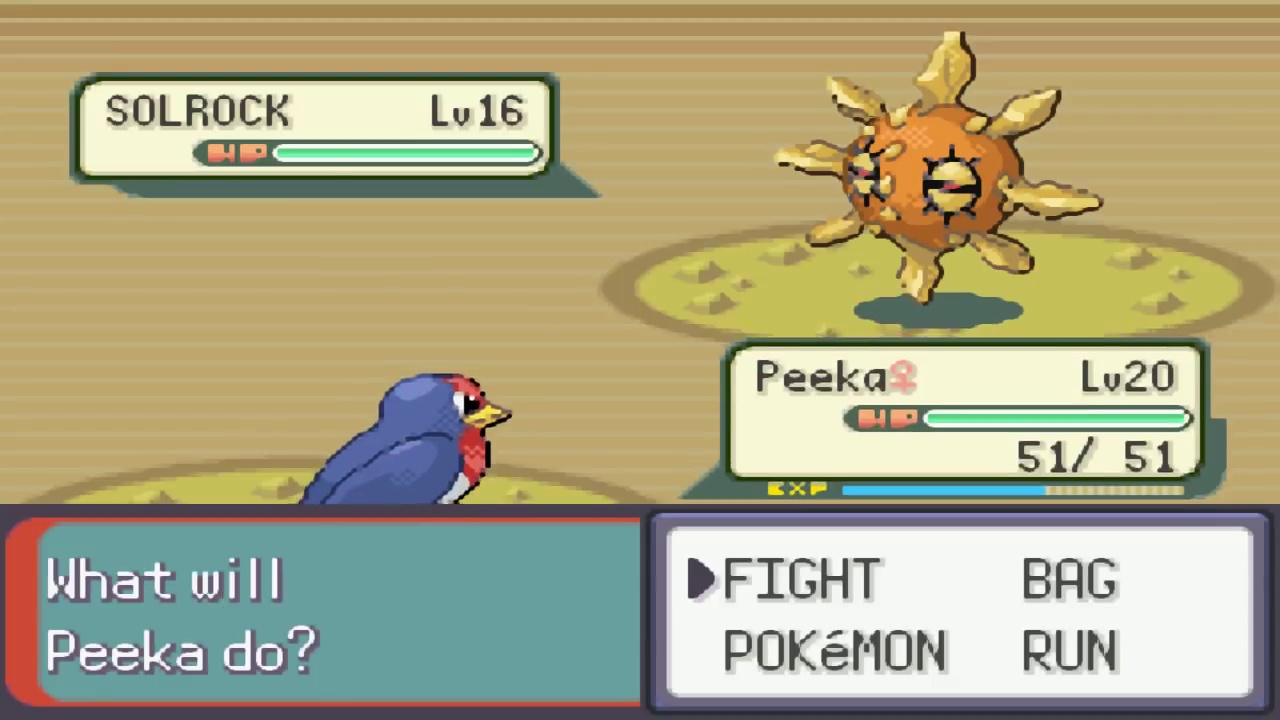 SOLROCK Lv16
HP
Peeka♀ Lv20
HP
51/ 51
EXP
What will
Peeka do?
▶FIGHT BAG
POKéMON RUN